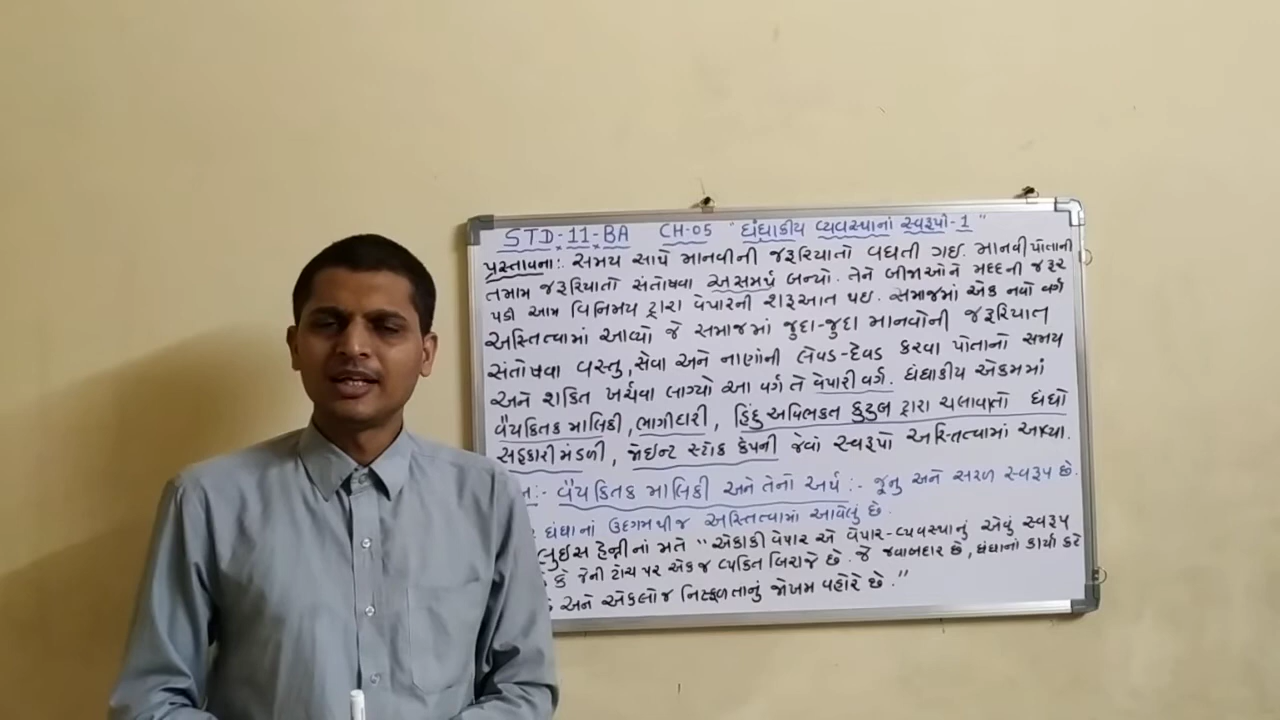 STD-11-BA CH-05 "ધંધાકીય વ્યવસ્થાનાં સ્વરૂપો-1"
પ્રસ્તાવના:- સમય સાથે માનવીની જરૂરિયાતો વધતી ગઇ. માનવી પોતાની
તમામ જરૂરિયાતો સંતોષવા અસમર્થ બન્યો. તેને બીજાઓને મદદની જરૂર
પડી આમ વિનિમય દ્વારા વેપારની શરૂઆત થઇ. સમાજમાં એક નવો વર્ગ
અસ્તિત્વમાં આવ્યો જે સમાજમાં જુદા-જુદા માનવોની જરૂરિયાત
સંતોષવા વસ્તુ, સેવા અને નાણાંની લેવડ-દેવડ કરવા પોતાનો સમય
અને શકિત ખર્ચવા લાગ્યો આ વર્ગ તે વેપારી વર્ગ. ધંધાકીય એકમમાં
વૈયકિતક માલિકી, ભાગીદારી, હિંદુ અવિભકત કુટુંબ દ્વારા ચલાવાતો ધંધો
સહકારી મંડળી, જોઇન્ટ સ્ટોક કંપની જેવાં સ્વરૂપો અસ્તિત્વમાં આવ્યા.
:- વૈયકિતક માલિકી અને તેનો અર્થ :- જૂનુ અને સરળ સ્વરૂપ છે.
ધંધાનાં ઉદગમથી જ અસ્તિત્વમાં આવેલું છે.
લુઇસ હેન્રીનાં મતે "એકાકી વેપાર એ વેપાર-વ્યવસ્થાનું એવું સ્વરૂપ
કે જેની ટોચ પર એક જ વ્યકિત બિરાજે છે. જે જવાબદાર છે, ધંધાનાં કાર્યો કરે
અને એકલો જ નિષ્ફળતાનું જોખમ વહોરે છે."